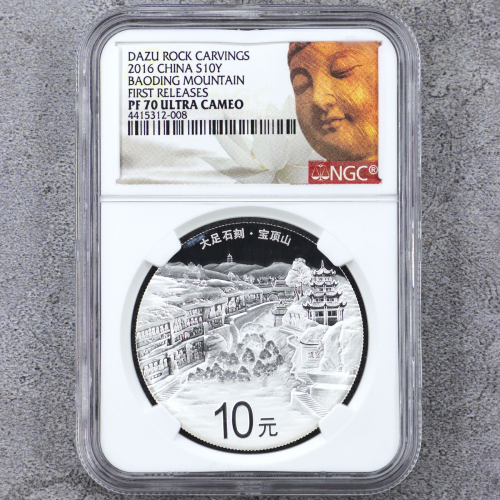 DAZU ROCK CARVINGS
2016 CHINA S10Y
BAODING MOUNTAIN
FIRST RELEASES
PF 70 ULTRA CAMEO
4415312-008
NGC®
大足石刻·宝顶山
10元